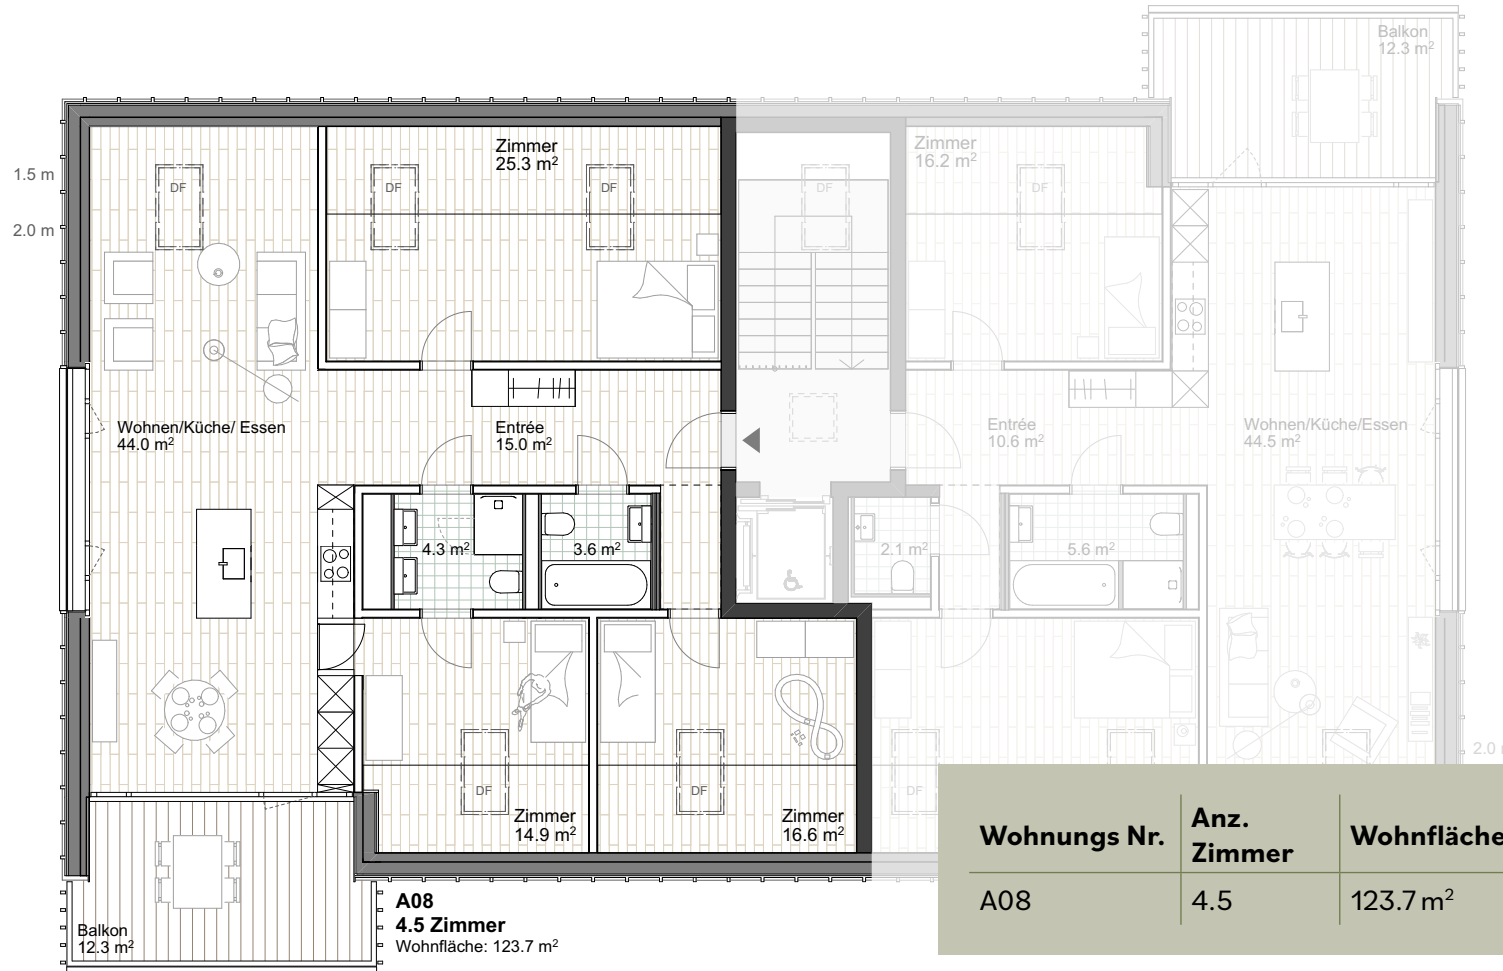 Balkon
12.3 m²
Zimmer
25.3 m²
Zimmer
16.2 m²
1.5 m
2.0 m
DF
DF
DF
DF
DF
Wohnen/Küche/ Essen
44.0 m²
Entrée
15.0 m²
Entrée
10.6 m²
Wohnen/Küche/Essen
44.5 m²
4.3 m²
3.6 m²
2.1 m²
5.6 m²
2.0 m
DF
DF
DF
Zimmer
14.9 m²
Zimmer
16.6 m²
Balkon
12.3 m²
A08
4.5 Zimmer
Wohnfläche: 123.7 m²
Wohnungs Nr.
Anz.
Zimmer
Wohnfläche
A08
4.5
123.7 m²